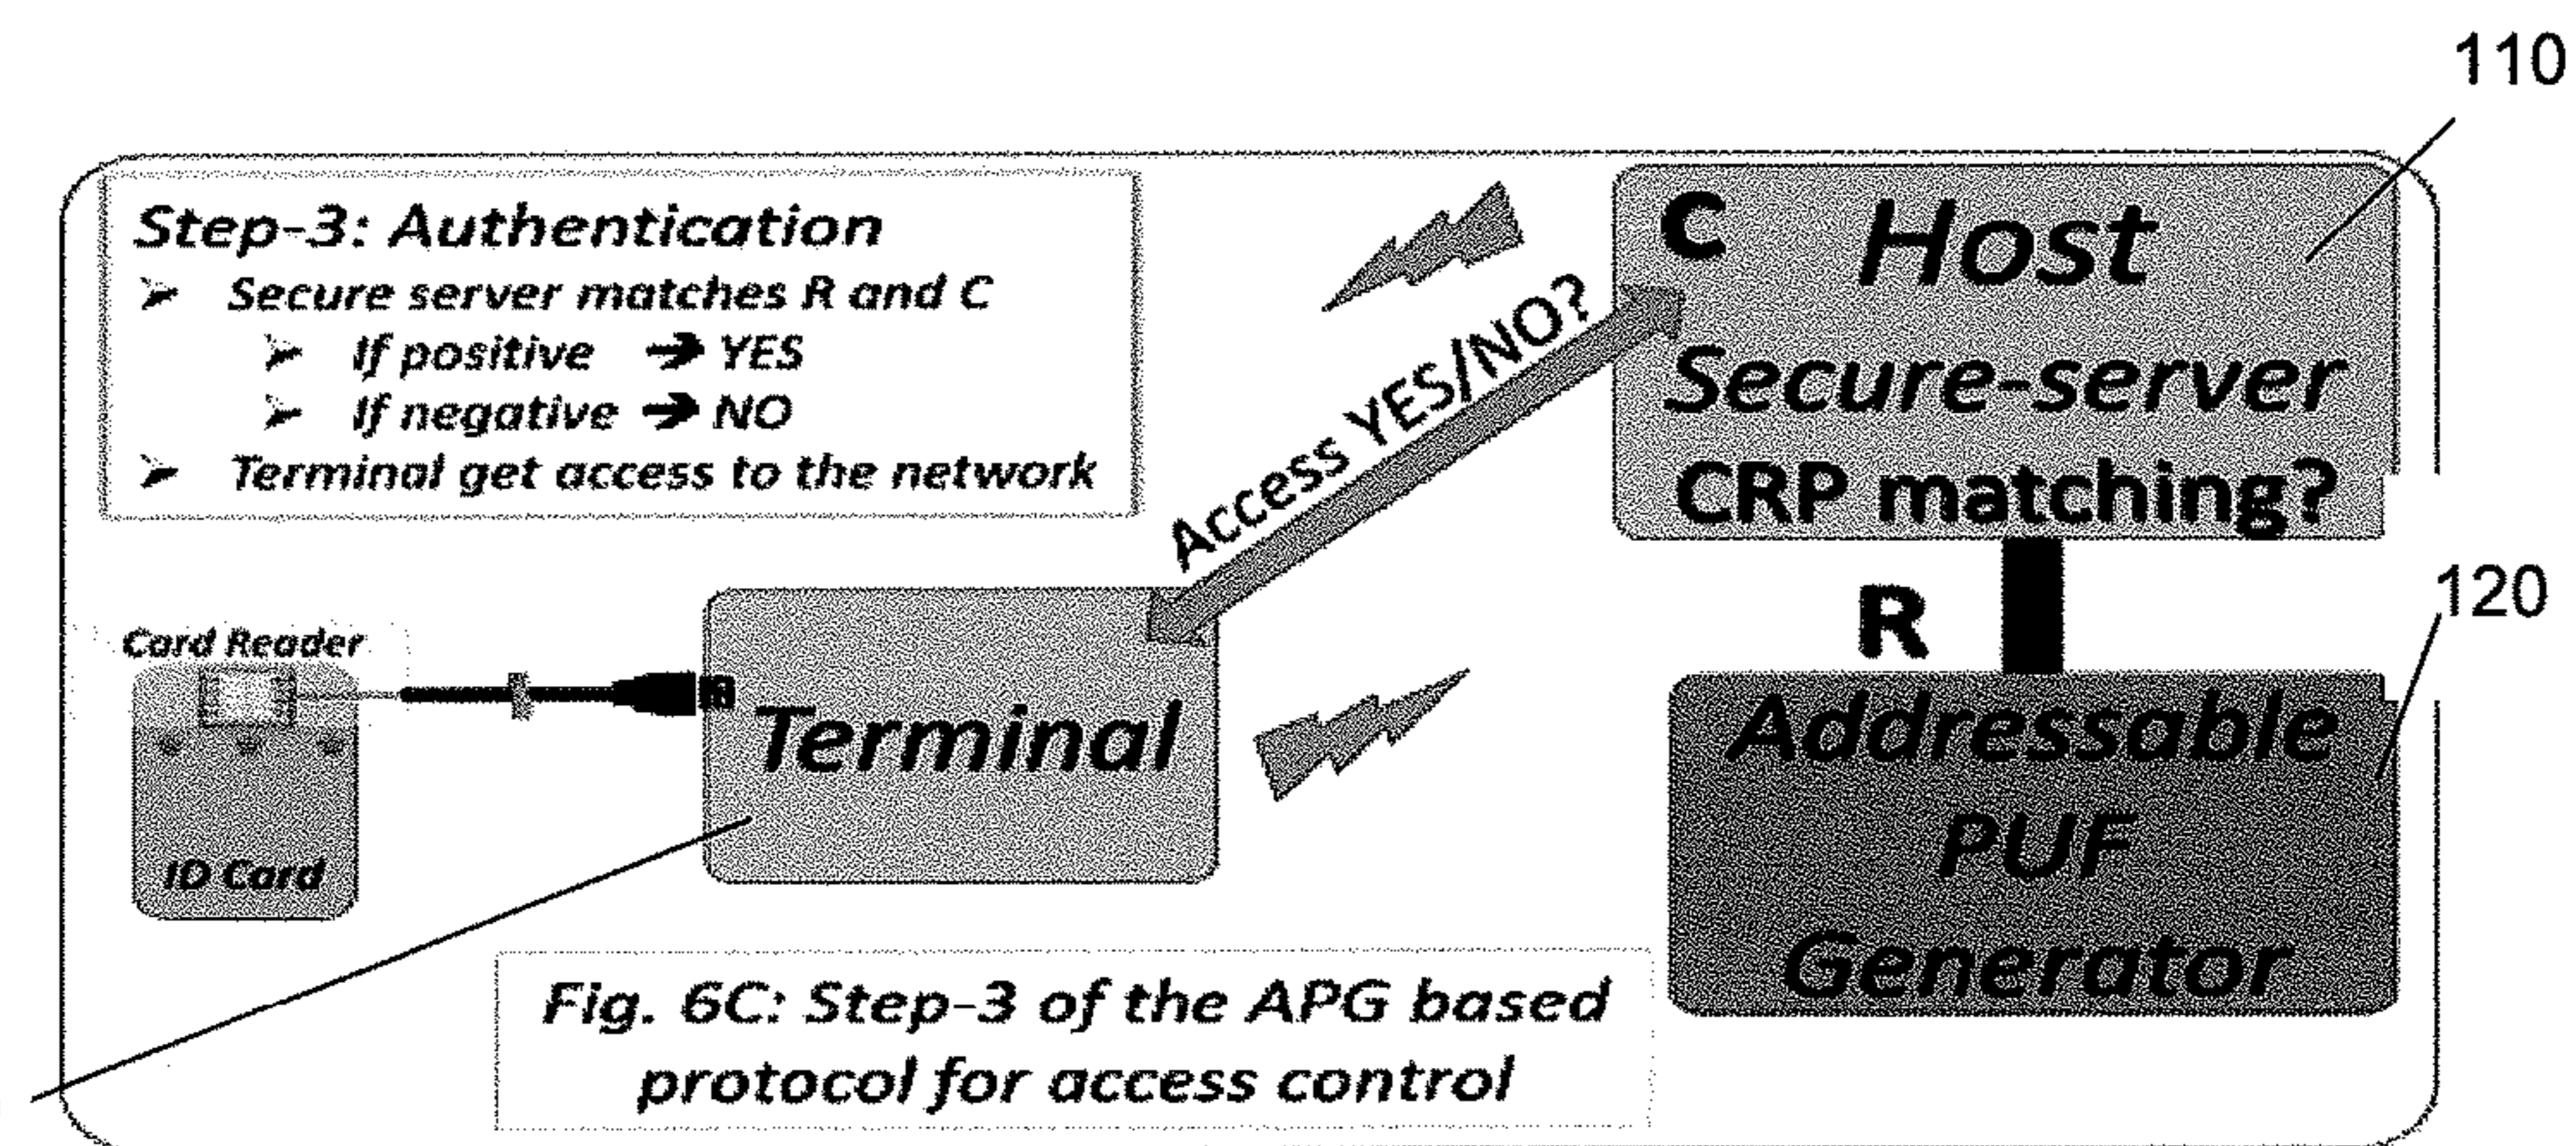 110
Step-3: Authentication
➢ Secure server matches R and C
➢ If positive ➔ YES
➢ If negative ➔ NO
➢ Terminal get access to the network
Access YES/NO?
C Host
Secure-server
CRP matching?
R
120
Card Reader
ID Card
Terminal
Addressable
PUF
Generator
Fig. 6C: Step-3 of the APG based
protocol for access control